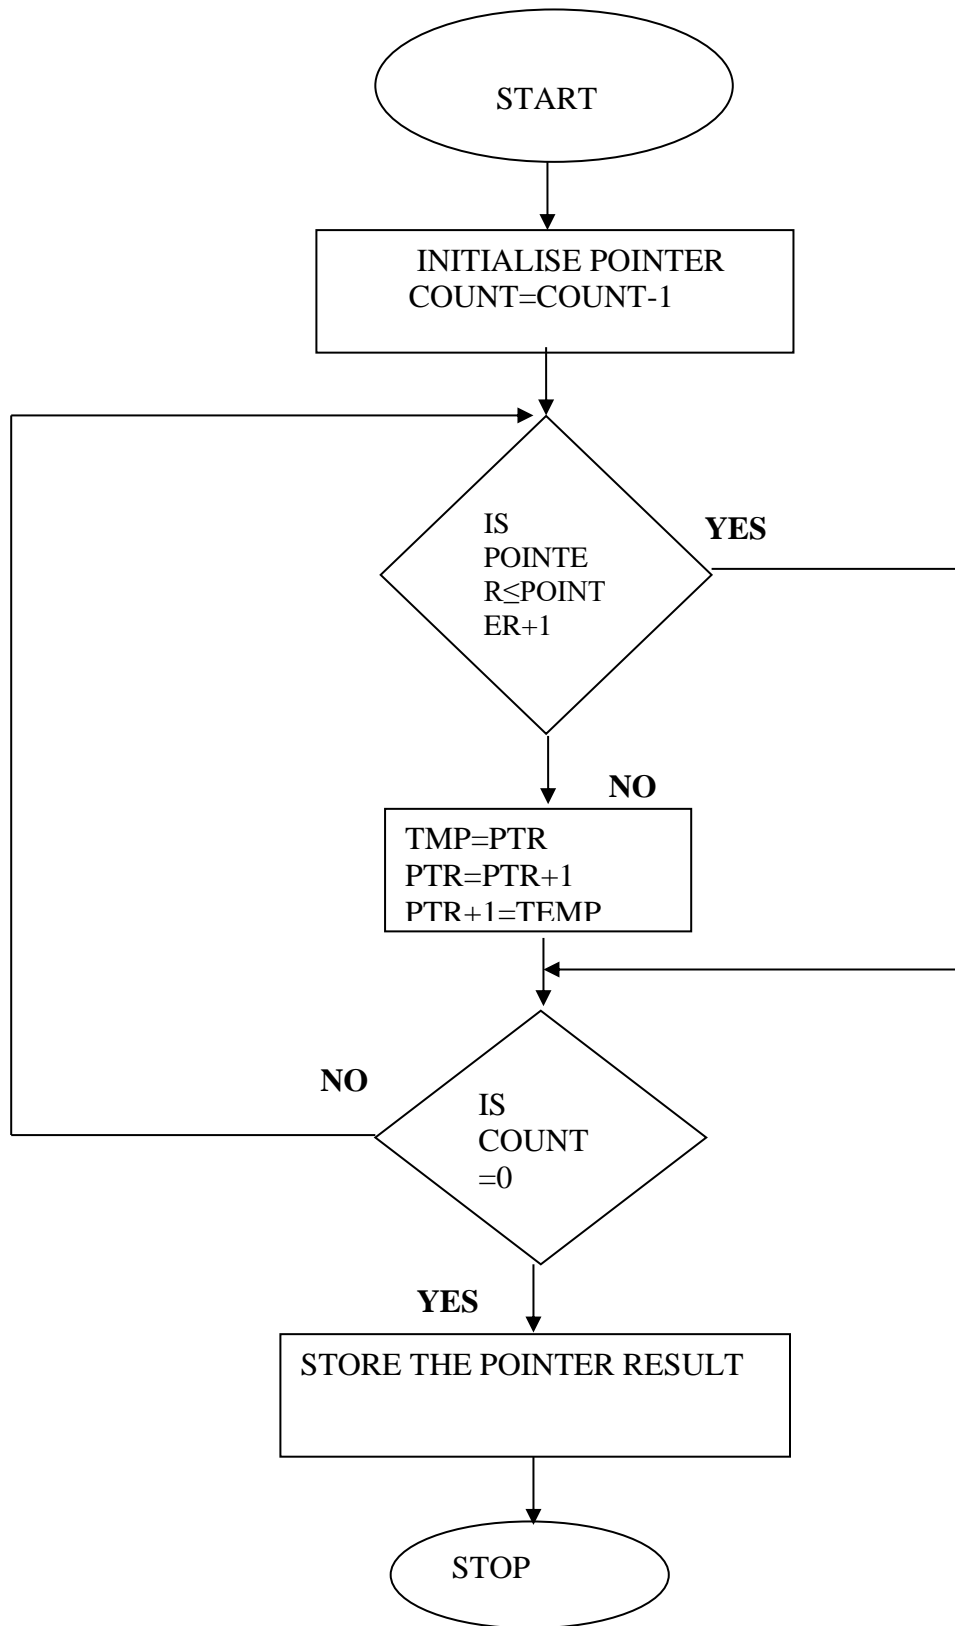 START
INITIALISE POINTER
COUNT=COUNT-1
IS
POINTE
R≤POINT
ER+1
YES
NO
TMP=PTR
PTR=PTR+1
PTR+1=TEMP
NO
IS
COUNT
=0
YES
STORE THE POINTER RESULT
STOP